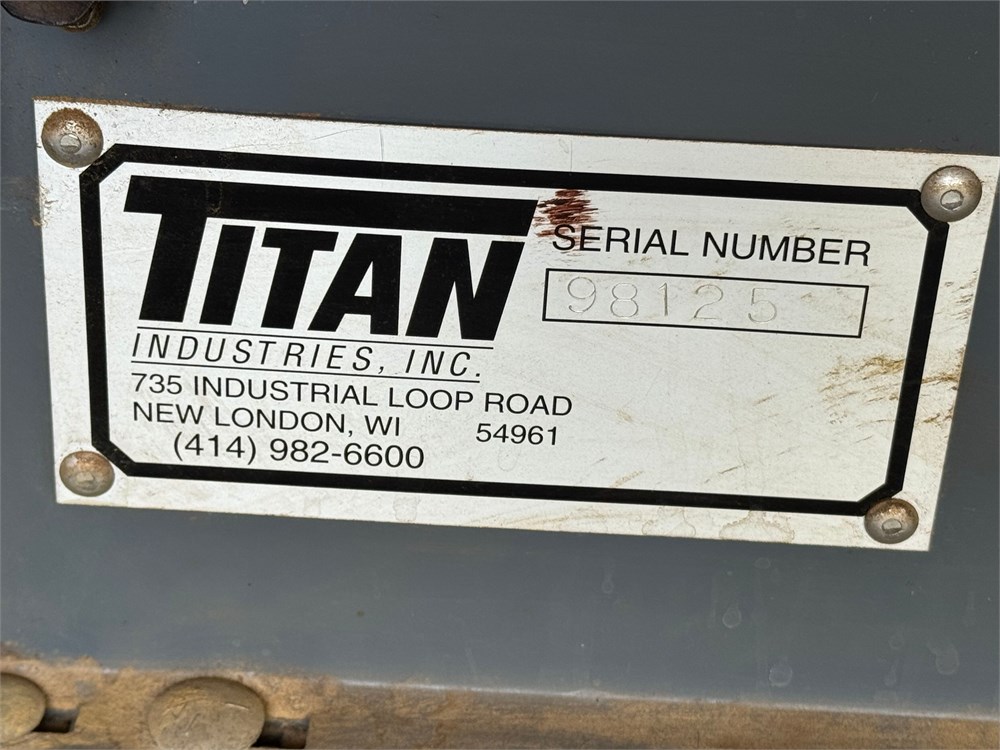 TITAN
INDUSTRIES, INC.
735 INDUSTRIAL LOOP ROAD
NEW LONDON, WI 54961
(414) 982-6600
SERIAL NUMBER
98125